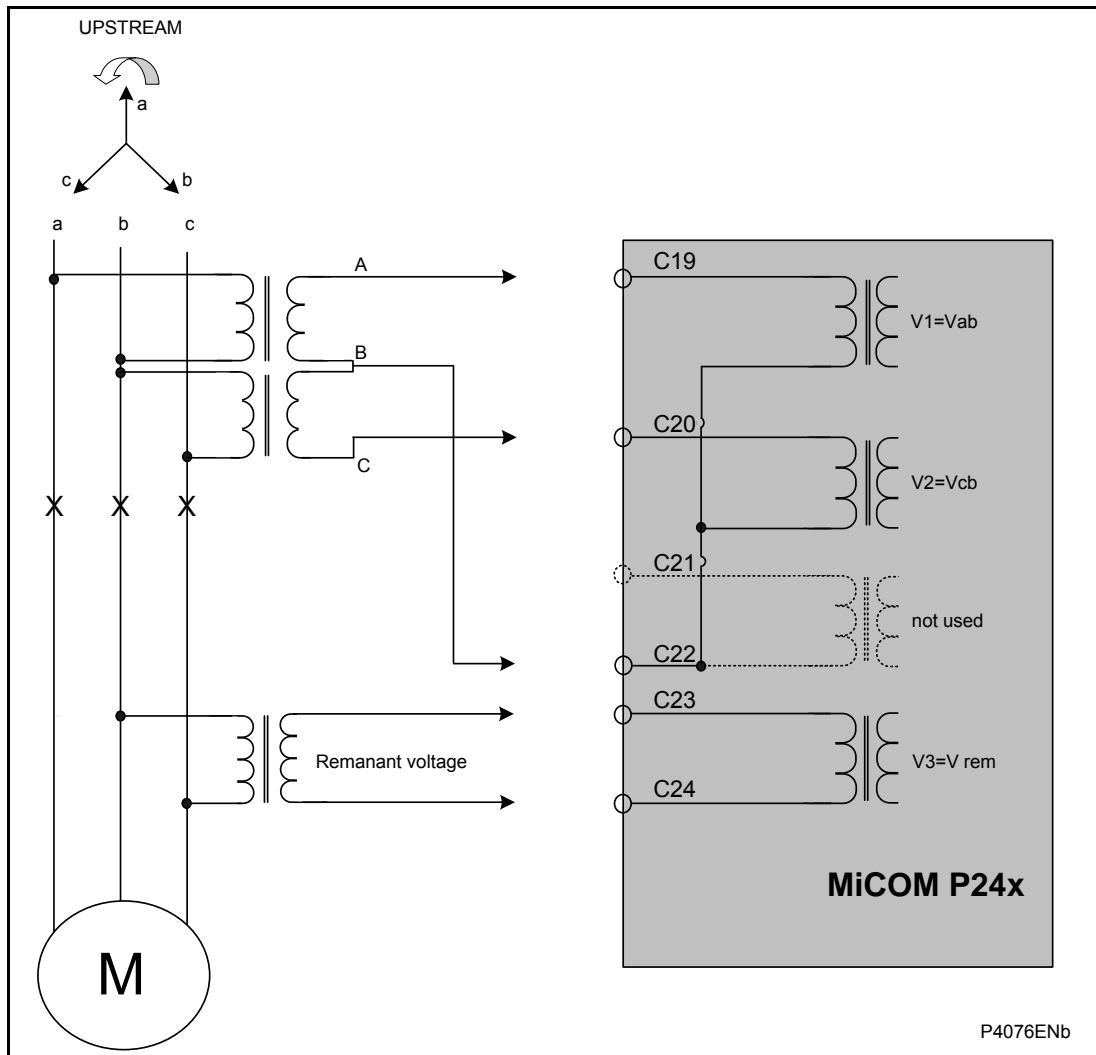 UPSTREAM
a
c
b
a b c
A
B
C
C19
V1=Vab
C20
V2=Vcb
C21
not used
C22
C23
Remanant voltage
V3=V rem
C24
X X X
MiCOM P24x
M
P4076ENb